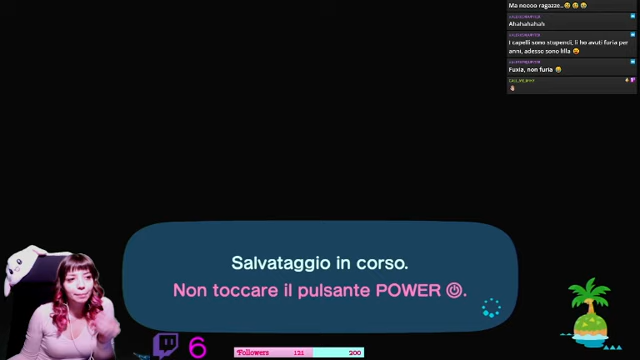 Ma noooo ragazze..
Ahahahahah
I capelli sono stupendi, li ho avuti furia per
anni, adesso sono lilla
Fuxia, non furia
Salvataggio in corso.
Non toccare il pulsante POWER
6
Followers 121 200